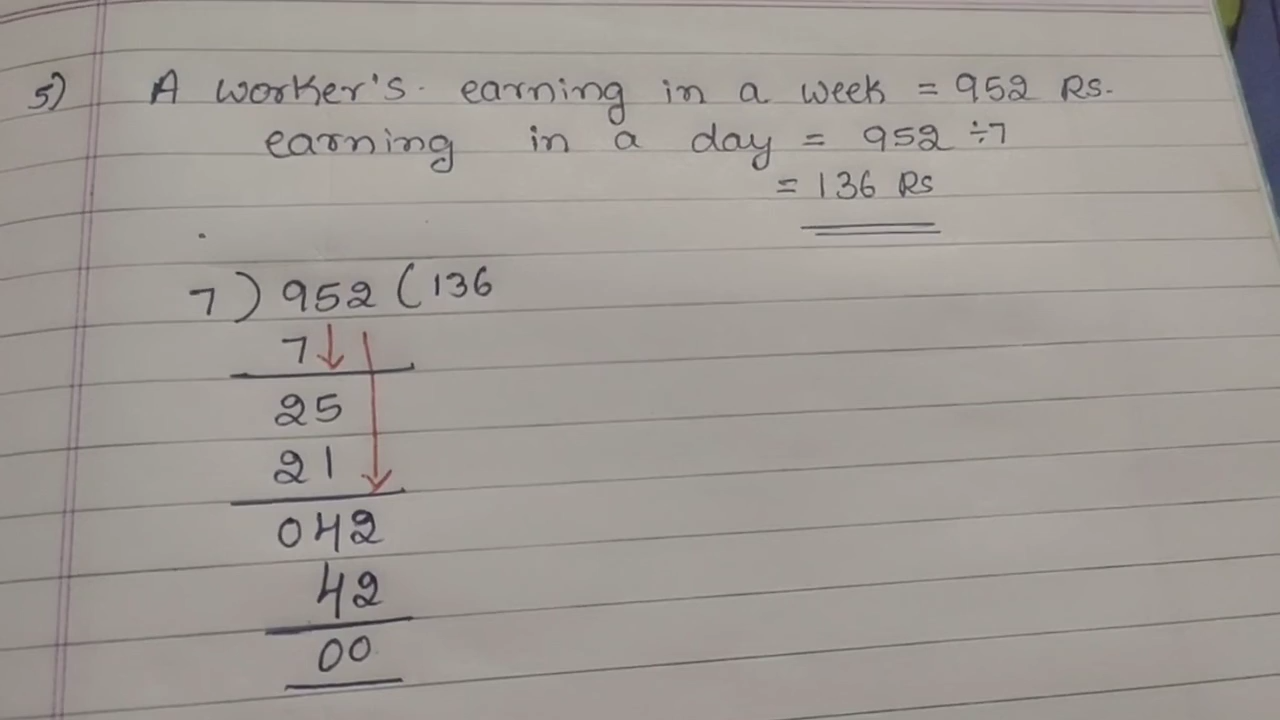 5) A worker's. earning in a week = 952 Rs.
earning in a day = 952 ÷7
= 136 Rs
7 ) 952 ( 136
7
25
21
042
42
00